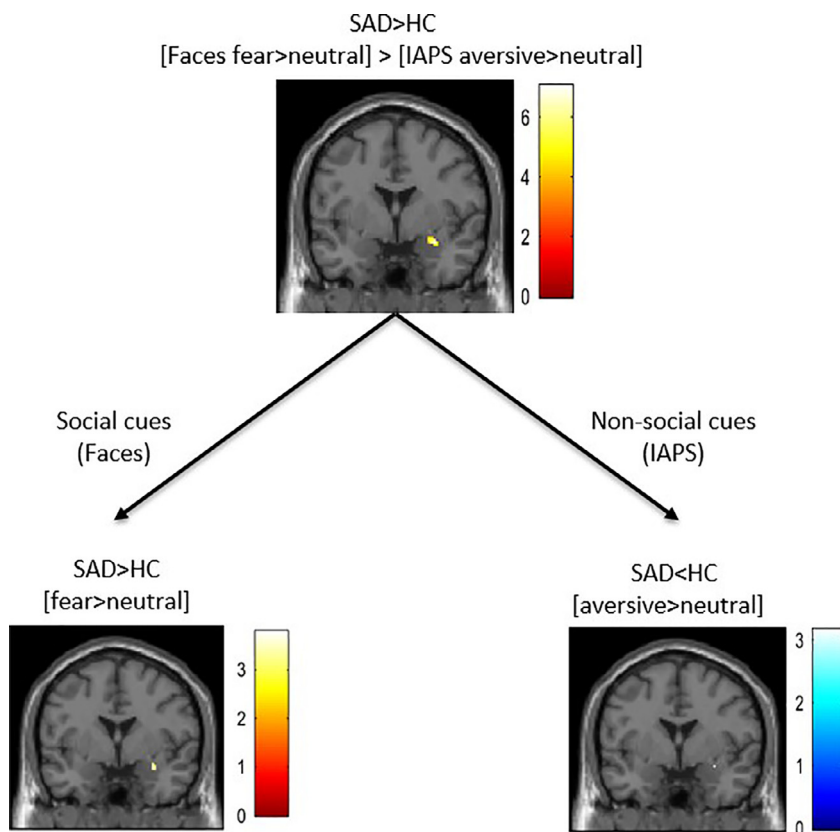 SAD>HC
[Faces fear>neutral] > [IAPS aversive>neutral]
6
4
2
0
Social cues
(Faces)
Non-social cues
(IAPS)
SAD>HC
[fear>neutral]
3
2
1
0
SAD<HC
[aversive>neutral]
3
2
1
0